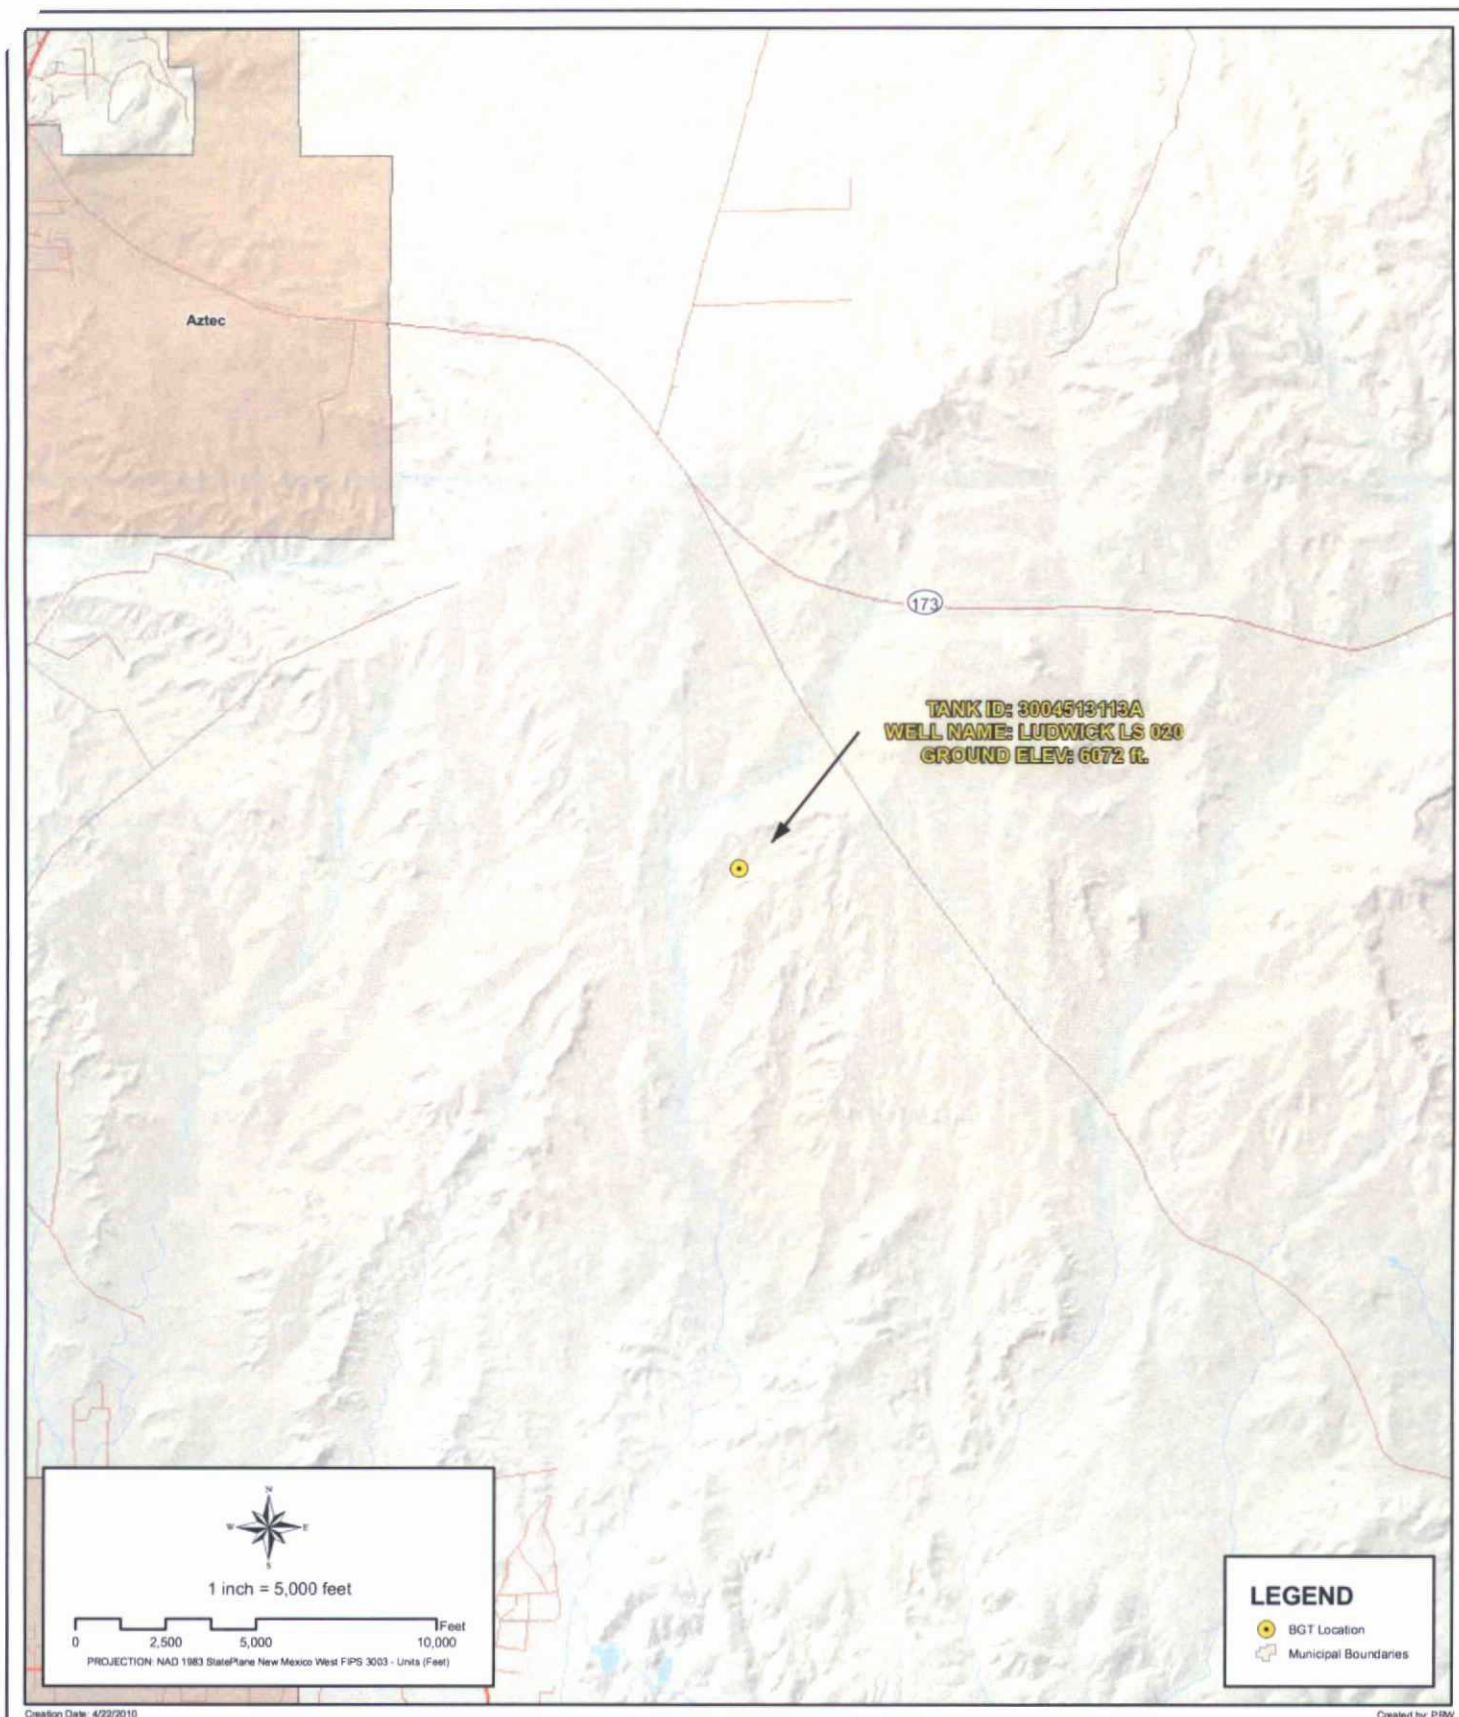 Aztec
173
TANK ID: 3004513113A
WELL NAME: LUDWICK LS 020
GROUND ELEV: 6072 ft.
N
W E
S
1 inch = 5,000 feet
Feet
0 2,500 5,000 10,000
PROJECTION: NAD 1983 StatePlane New Mexico West FIPS 3003 - Units (Feet)
LEGEND
BGT Location
Municipal Boundaries
Creation Date: 4/22/2010
Created by: PRW